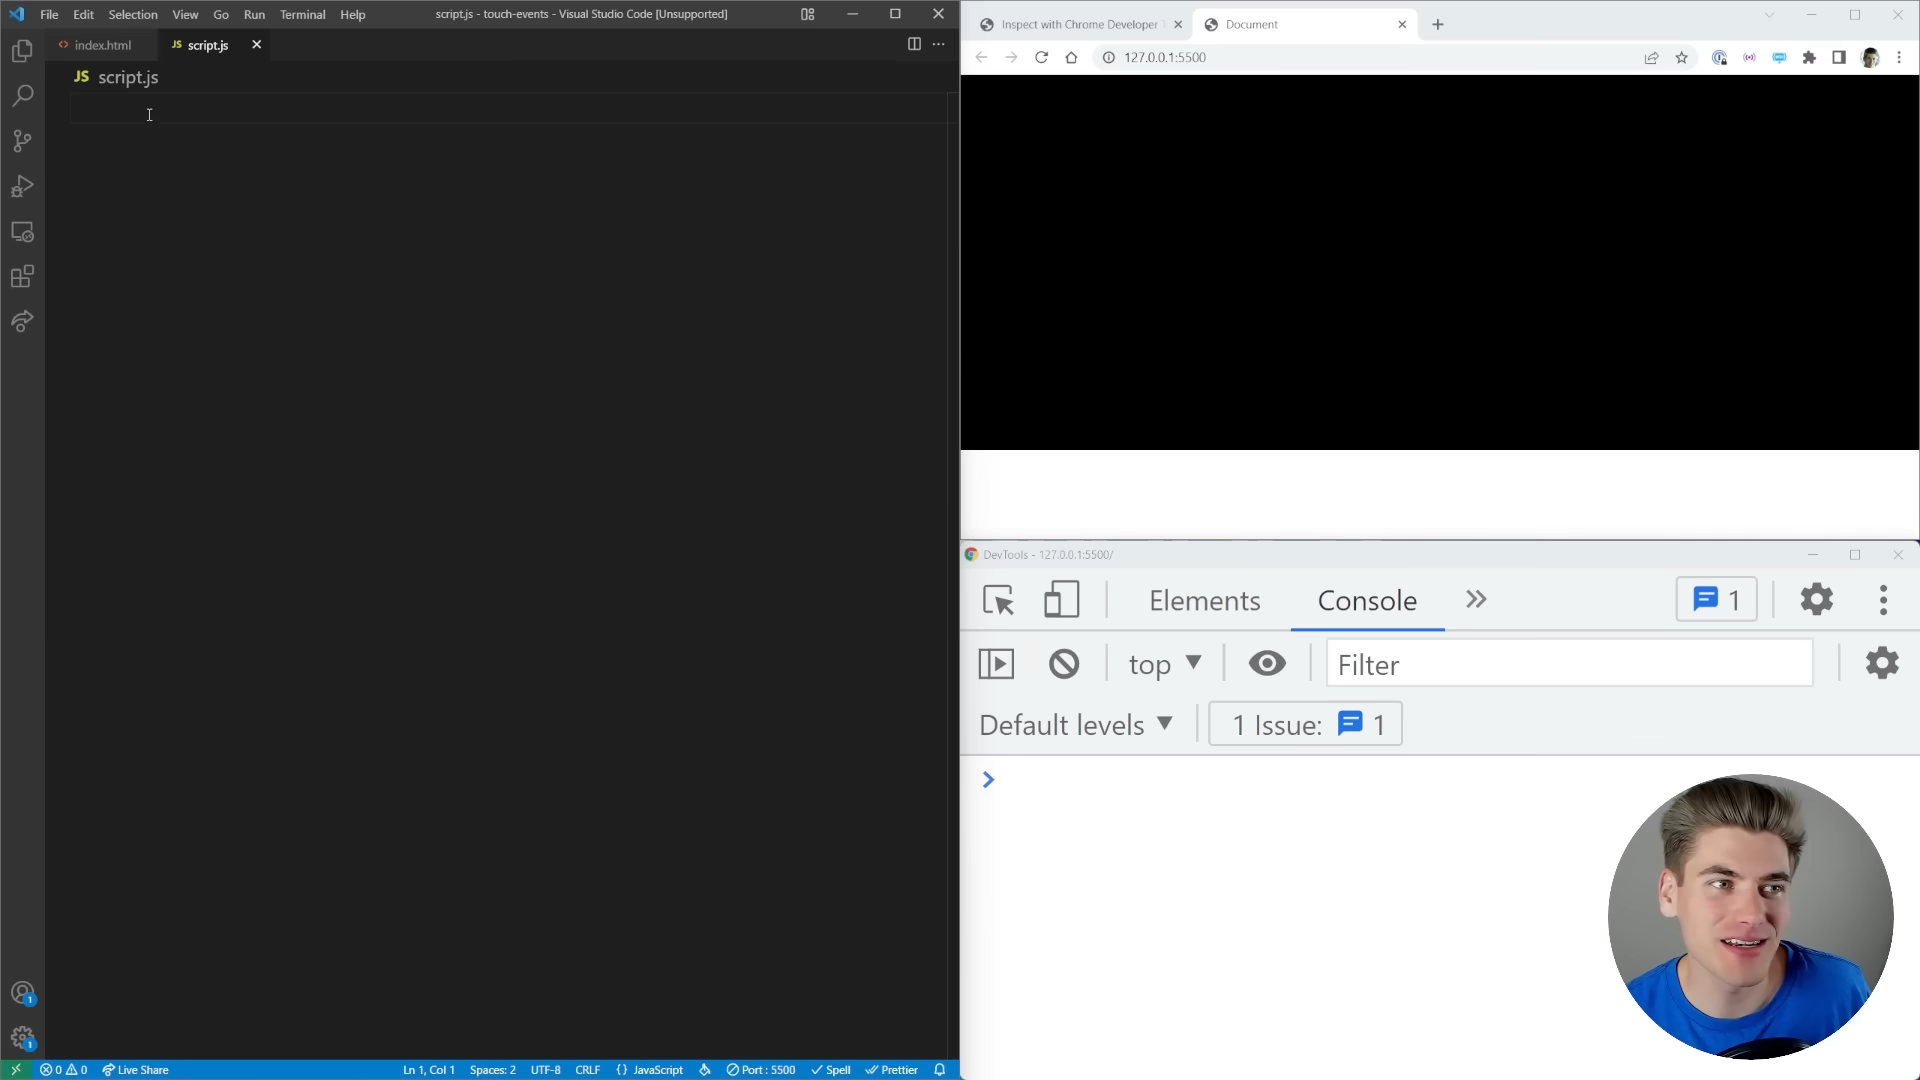 File Edit Selection View Go Run Terminal Help
script.js - touch-events - Visual Studio Code [Unsupported]
index.html
JS script.js
JS script.js
1
1
0 0 Live Share
Ln 1, Col 1 Spaces: 2 UTF-8 CRLF {} JavaScript Port : 5500 Spell Prettier
Inspect with Chrome Developer T
Document
127.0.0.1:5500
DevTools - 127.0.0.1:5500/
Elements Console 1
top Filter
Default levels 1 Issue: 1